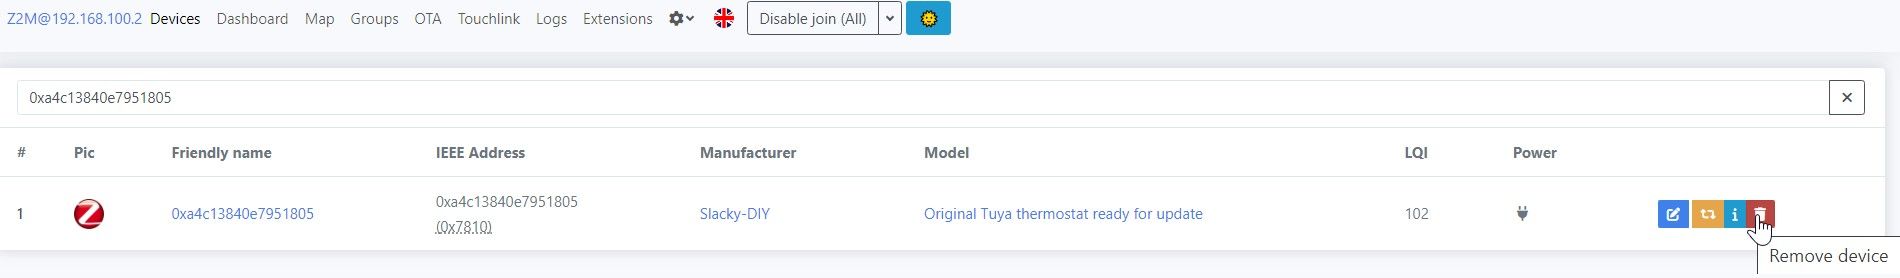 Z2M@192.168.100.2 Devices Dashboard Map Groups OTA Touchlink Logs Extensions Disable join (All)
0xa4c13840e7951805
# Pic Friendly name IEEE Address Manufacturer Model LQI Power
1 0xa4c13840e7951805 0xa4c13840e7951805 Slacky-DIY Original Tuya thermostat ready for update 102
(0x7810)
Remove device